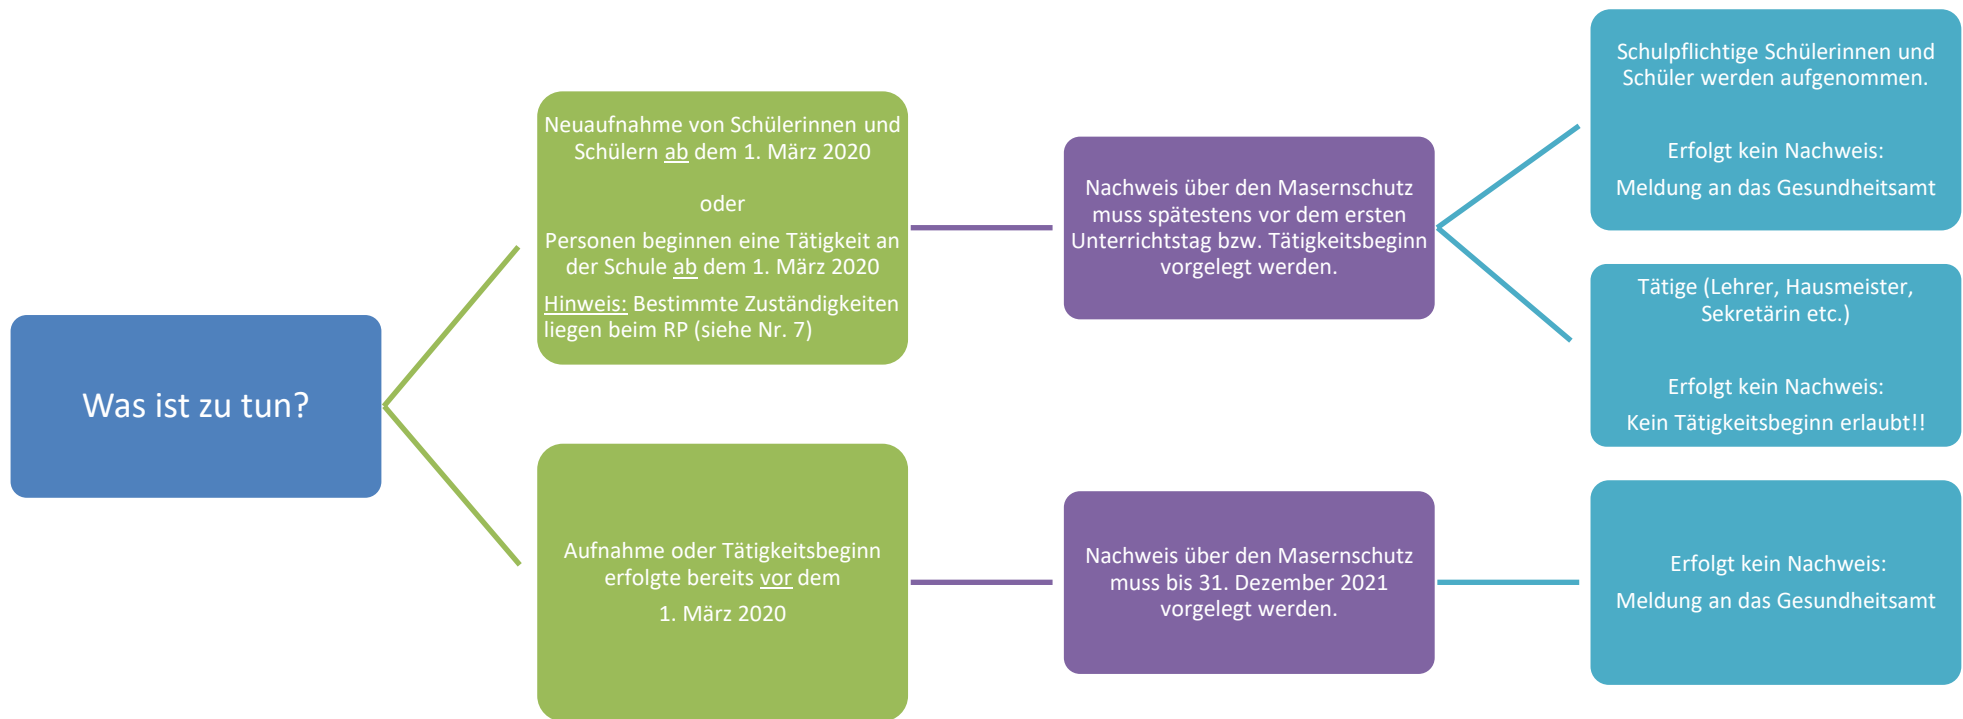 Was ist zu tun?
Neuaufnahme von Schülerinnen und
Schülern ab dem 1. März 2020
oder
Personen beginnen eine Tätigkeit an
der Schule ab dem 1. März 2020
Hinweis: Bestimmte Zuständigkeiten
liegen beim RP (siehe Nr. 7)
Nachweis über den Masernschutz
muss spätestens vor dem ersten
Unterrichtstag bzw. Tätigkeitsbeginn
vorgelegt werden.
Schulpflichtige Schülerinnen und
Schüler werden aufgenommen.
Erfolgt kein Nachweis:
Meldung an das Gesundheitsamt
Tätige (Lehrer, Hausmeister,
Sekretärin etc.)
Erfolgt kein Nachweis:
Kein Tätigkeitsbeginn erlaubt!!
Aufnahme oder Tätigkeitsbeginn
erfolgte bereits vor dem
1. März 2020
Nachweis über den Masernschutz
muss bis 31. Dezember 2021
vorgelegt werden.
Erfolgt kein Nachweis:
Meldung an das Gesundheitsamt